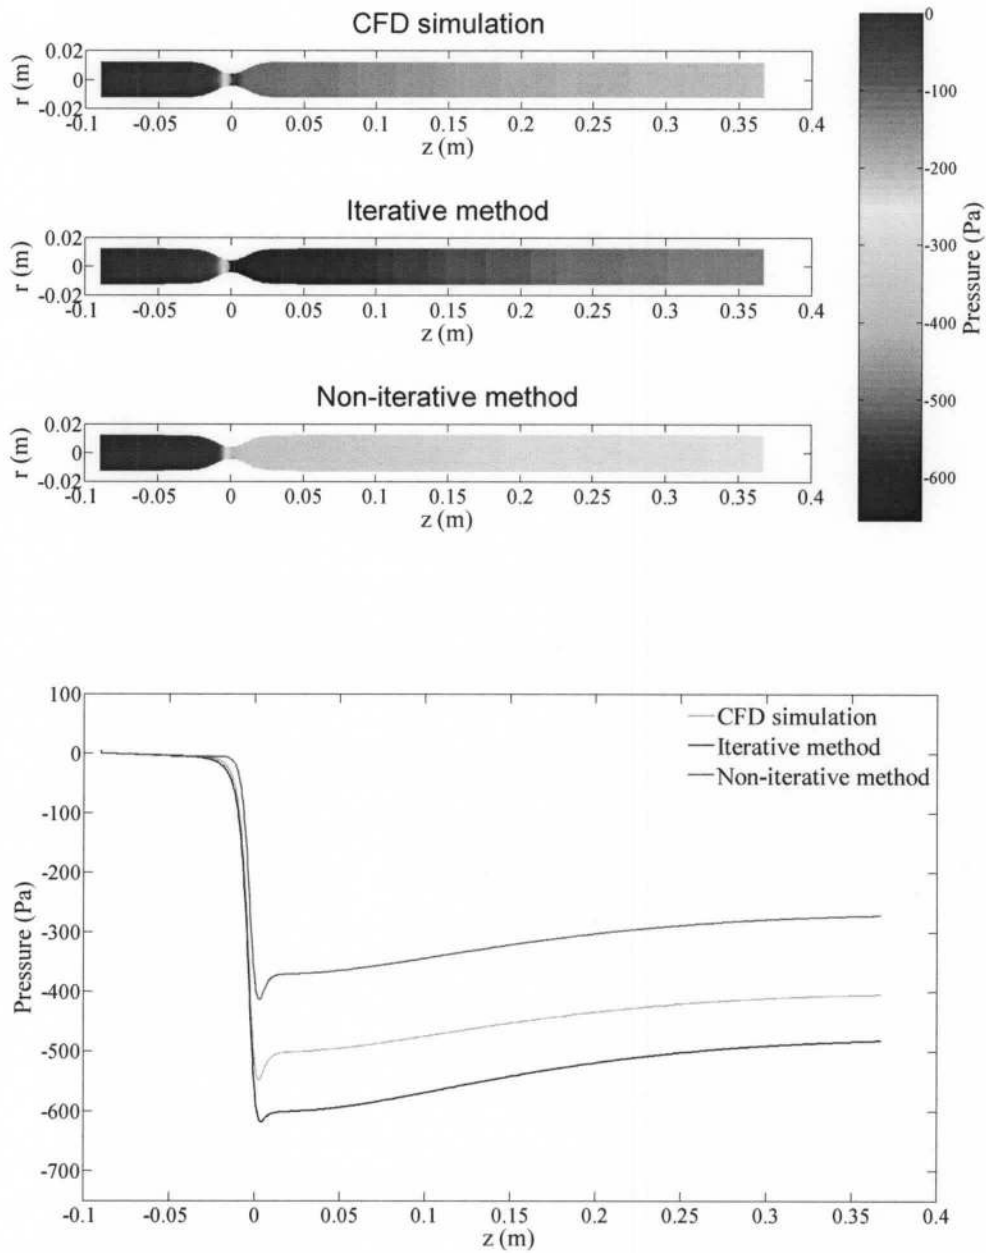 CFD simulation
r (m)
0.02
0
-0.02
-0.1 -0.05 0 0.05 0.1 0.15 0.2 0.25 0.3 0.35 0.4
z (m)
Iterative method
r (m)
0.02
0
-0.02
-0.1 -0.05 0 0.05 0.1 0.15 0.2 0.25 0.3 0.35 0.4
z (m)
Non-iterative method
r (m)
0.02
0
-0.02
-0.1 -0.05 0 0.05 0.1 0.15 0.2 0.25 0.3 0.35 0.4
z (m)
0
-100
-200
-300
-400
-500
-600
Pressure (Pa)
100
0
-100
-200
-300
-400
-500
-600
-700
Pressure (Pa)
CFD simulation
Iterative method
Non-iterative method
-0.1 -0.05 0 0.05 0.1 0.15 0.2 0.25 0.3 0.35 0.4
z (m)